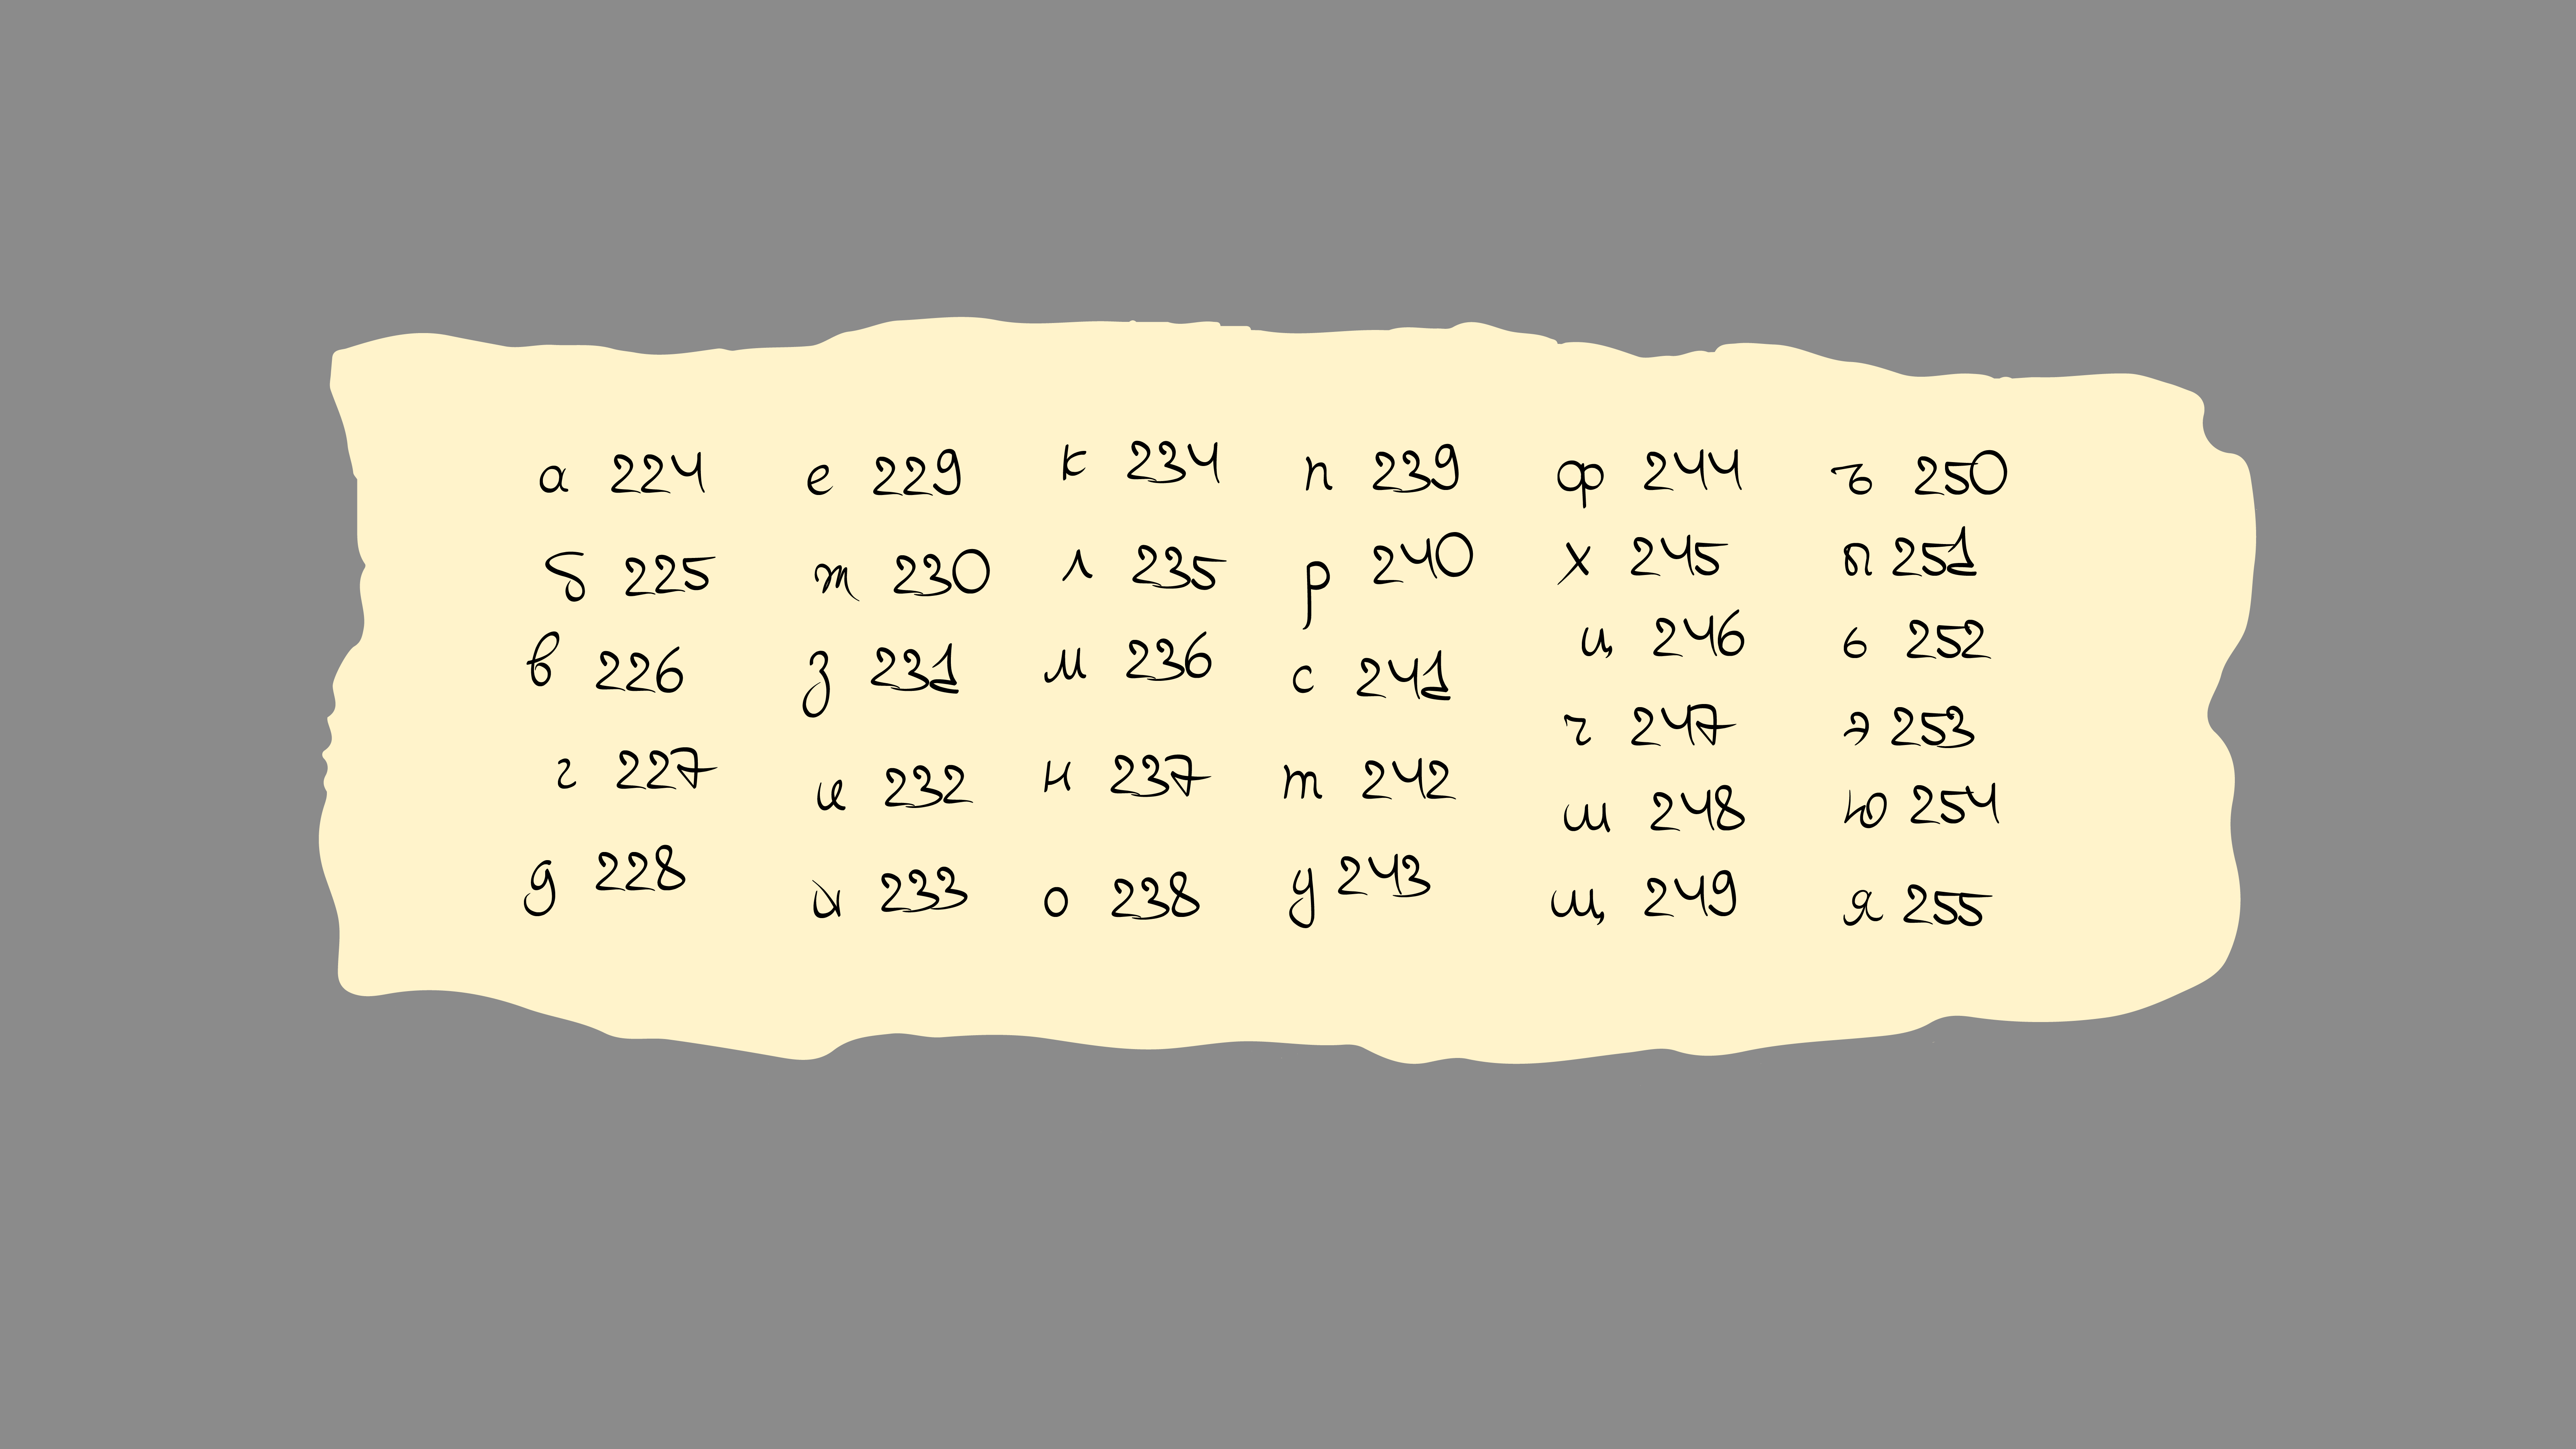 а 224
б 225
в 226
г 227
д 228
е 229
ж 230
з 231
и 232
й 233
к 234
л 235
м 236
н 237
о 238
п 239
р 240
с 241
т 242
у 243
ф 244
х 245
ц 246
ч 247
ш 248
щ 249
ъ 250
ы 251
ь 252
э 253
ю 254
я 255